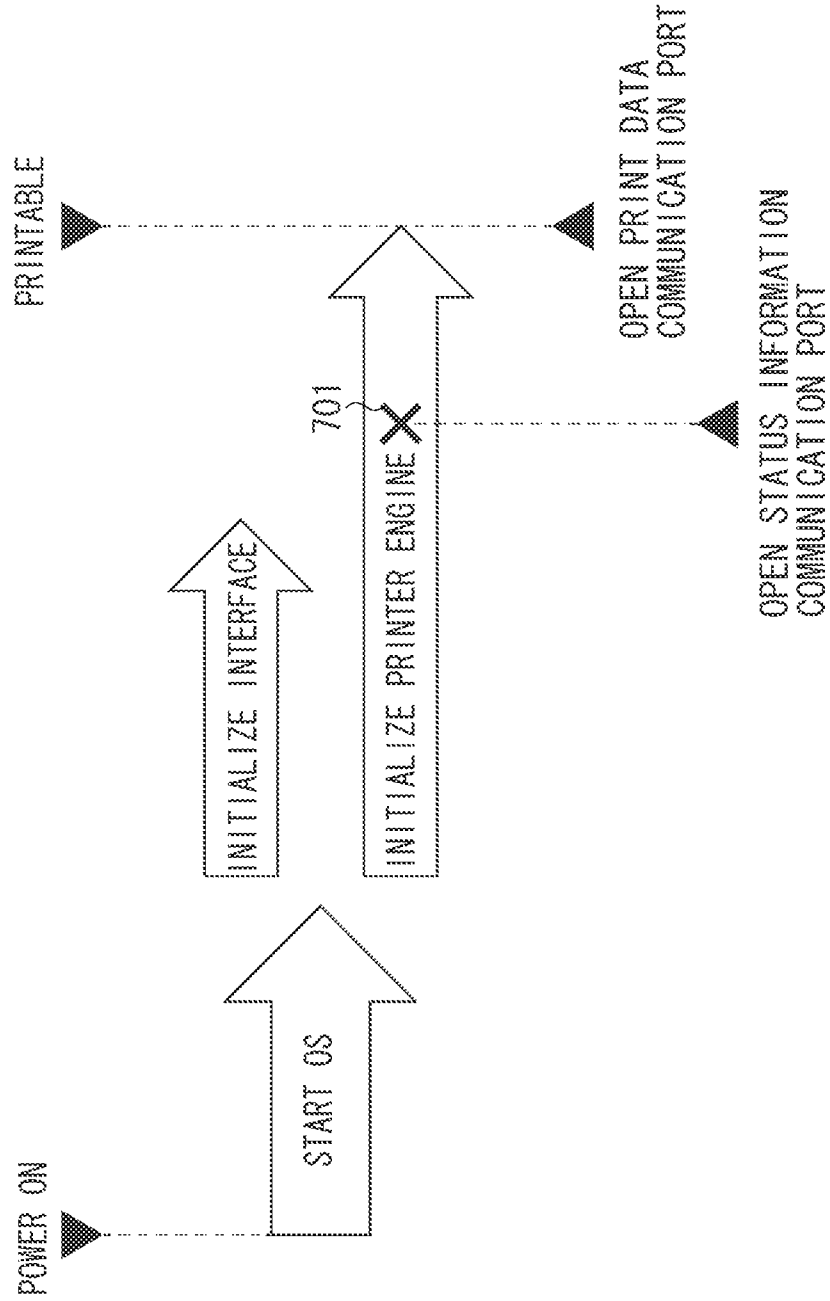 POWER ON
PRINTABLE
START OS
INITIALIZE INTERFACE
701
INITIALIZE PRINTER ENGINE
OPEN PRINT DATA
COMMUNICATION PORT
OPEN STATUS INFORMATION
COMMUNICATION PORT